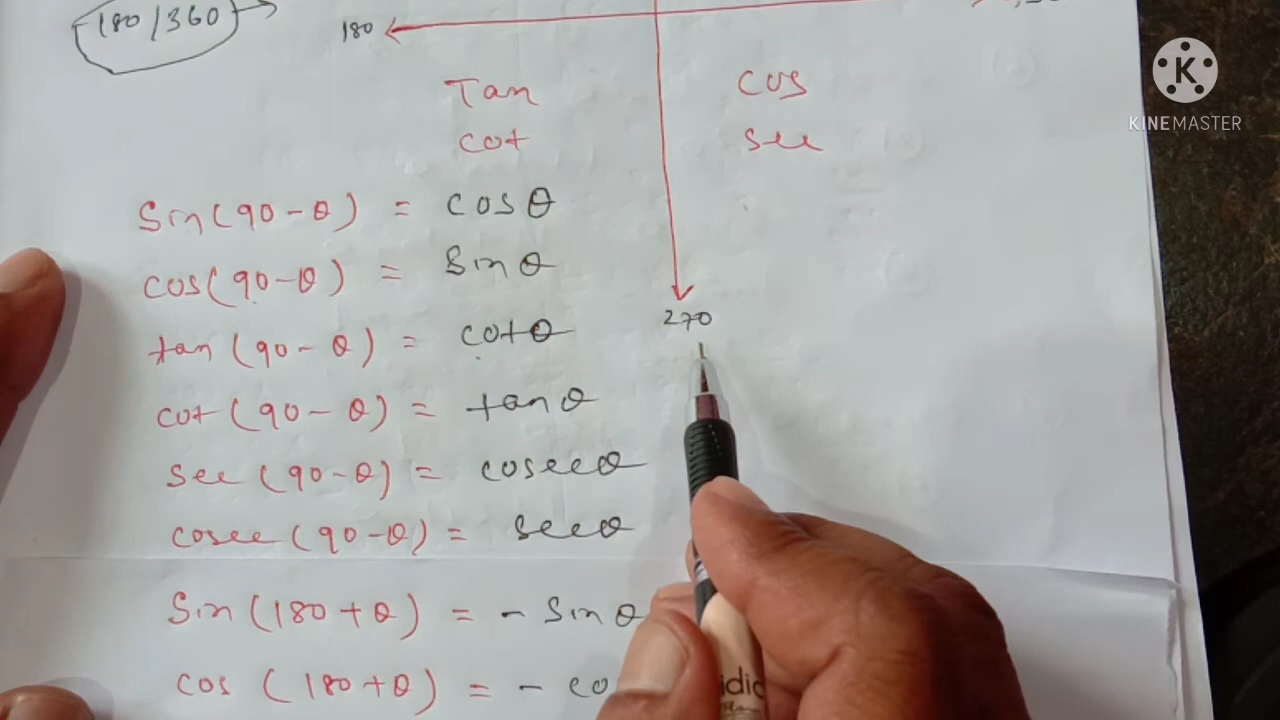 180/360
180
Tan
cos
cot
sec
Sin(90-θ) = cosθ
cos(90-θ) = Sinθ
270
tan(90-θ) = cotθ
cot(90-θ) = tanθ
sec(90-θ) = cosecθ
cosec(90-θ) = secθ
Sin(180+θ) = - Sinθ
cos (180+θ) = - co
K
KINEMASTER